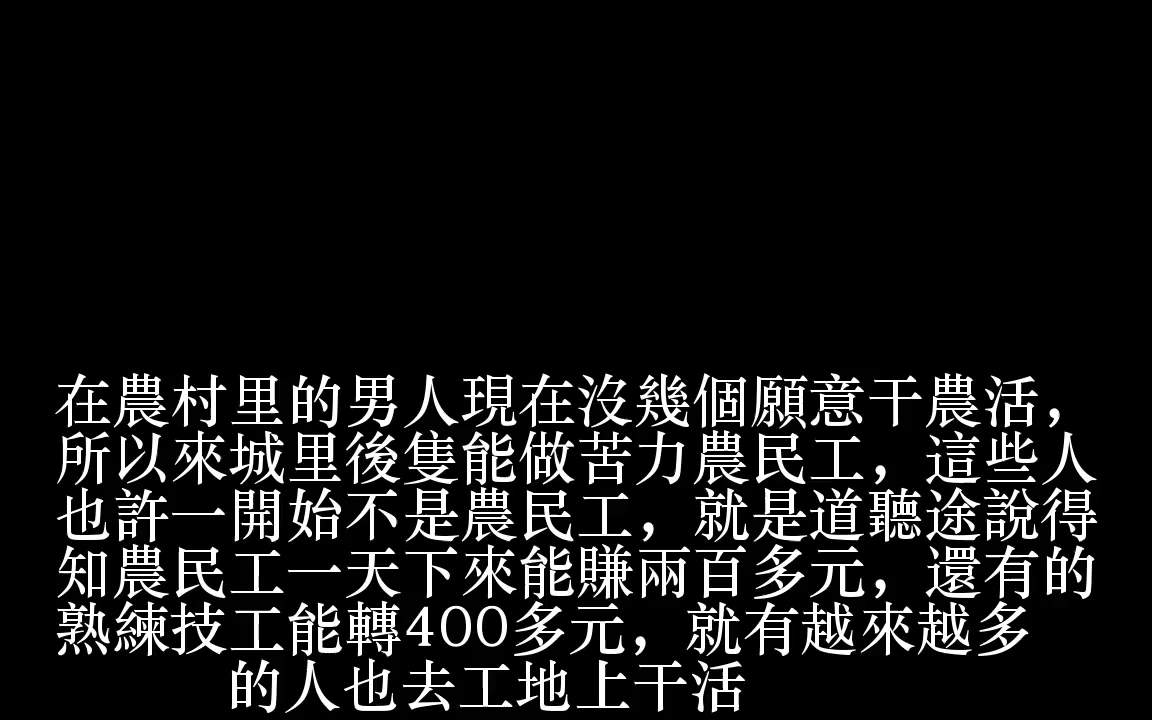 在農村里的男人現在沒幾個願意干農活，
所以來城里後隻能做苦力農民工，這些人
也許一開始不是農民工，就是道聽途說得
知農民工一天下來能賺兩百多元，還有的
熟練技工能轉400多元，就有越來越多
的人也去工地上干活